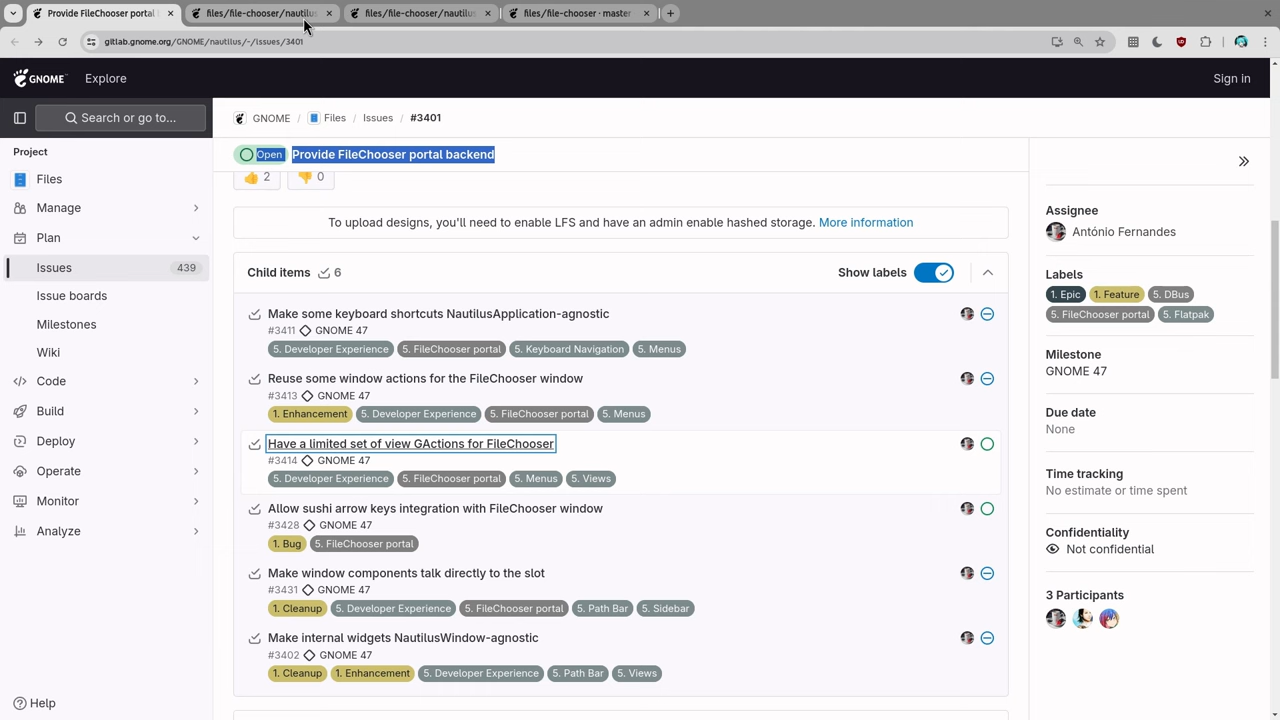 Provide FileChooser portal
files/file-chooser/nautilus
files/file-chooser/nautilus
files/file-chooser · master
gitlab.gnome.org/GNOME/nautilus/-/issues/3401
GNOME
Explore
Sign in
Search or go to...
GNOME / Files / Issues / #3401
Project
Files
Manage
Plan
Issues 439
Issue boards
Milestones
Wiki
Code
Build
Deploy
Operate
Monitor
Analyze
Help
Open Provide FileChooser portal backend
👍 2 👎 0
To upload designs, you'll need to enable LFS and have an admin enable hashed storage. More information
Child items 6 Show labels
Make some keyboard shortcuts NautilusApplication-agnostic
#3411 GNOME 47
5. Developer Experience 5. FileChooser portal 5. Keyboard Navigation 5. Menus
Reuse some window actions for the FileChooser window
#3413 GNOME 47
1. Enhancement 5. Developer Experience 5. FileChooser portal 5. Menus
Have a limited set of view GActions for FileChooser
#3414 GNOME 47
5. Developer Experience 5. FileChooser portal 5. Menus 5. Views
Allow sushi arrow keys integration with FileChooser window
#3428 GNOME 47
1. Bug 5. FileChooser portal
Make window components talk directly to the slot
#3431 GNOME 47
1. Cleanup 5. Developer Experience 5. FileChooser portal 5. Path Bar 5. Sidebar
Make internal widgets NautilusWindow-agnostic
#3402 GNOME 47
1. Cleanup 1. Enhancement 5. Developer Experience 5. Path Bar 5. Views
Assignee
António Fernandes
Labels
1. Epic 1. Feature 5. DBus
5. FileChooser portal 5. Flatpak
Milestone
GNOME 47
Due date
None
Time tracking
No estimate or time spent
Confidentiality
Not confidential
3 Participants